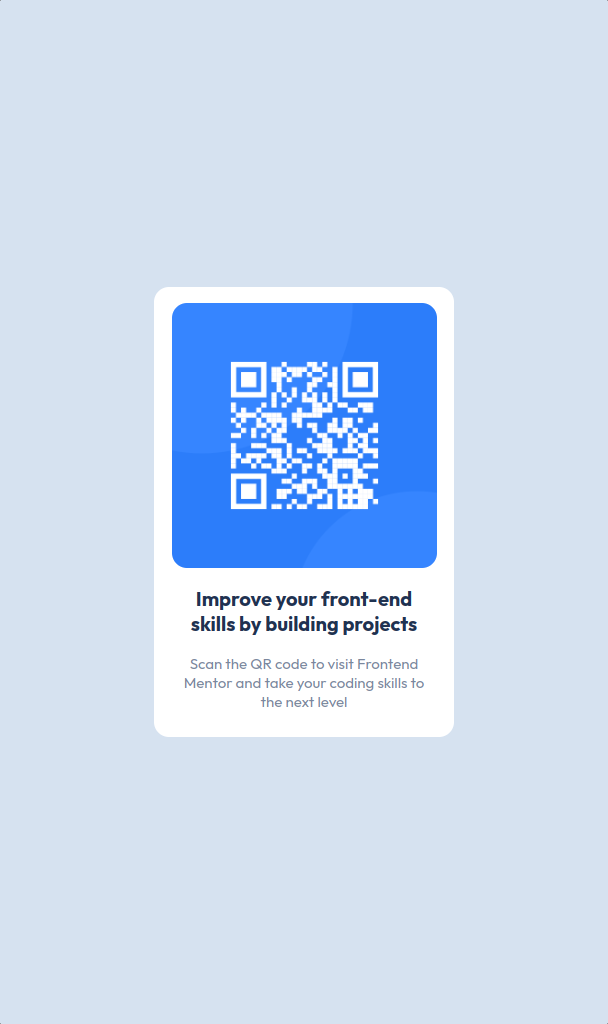 Improve your front-end
skills by building projects
Scan the QR code to visit Frontend
Mentor and take your coding skills to
the next level